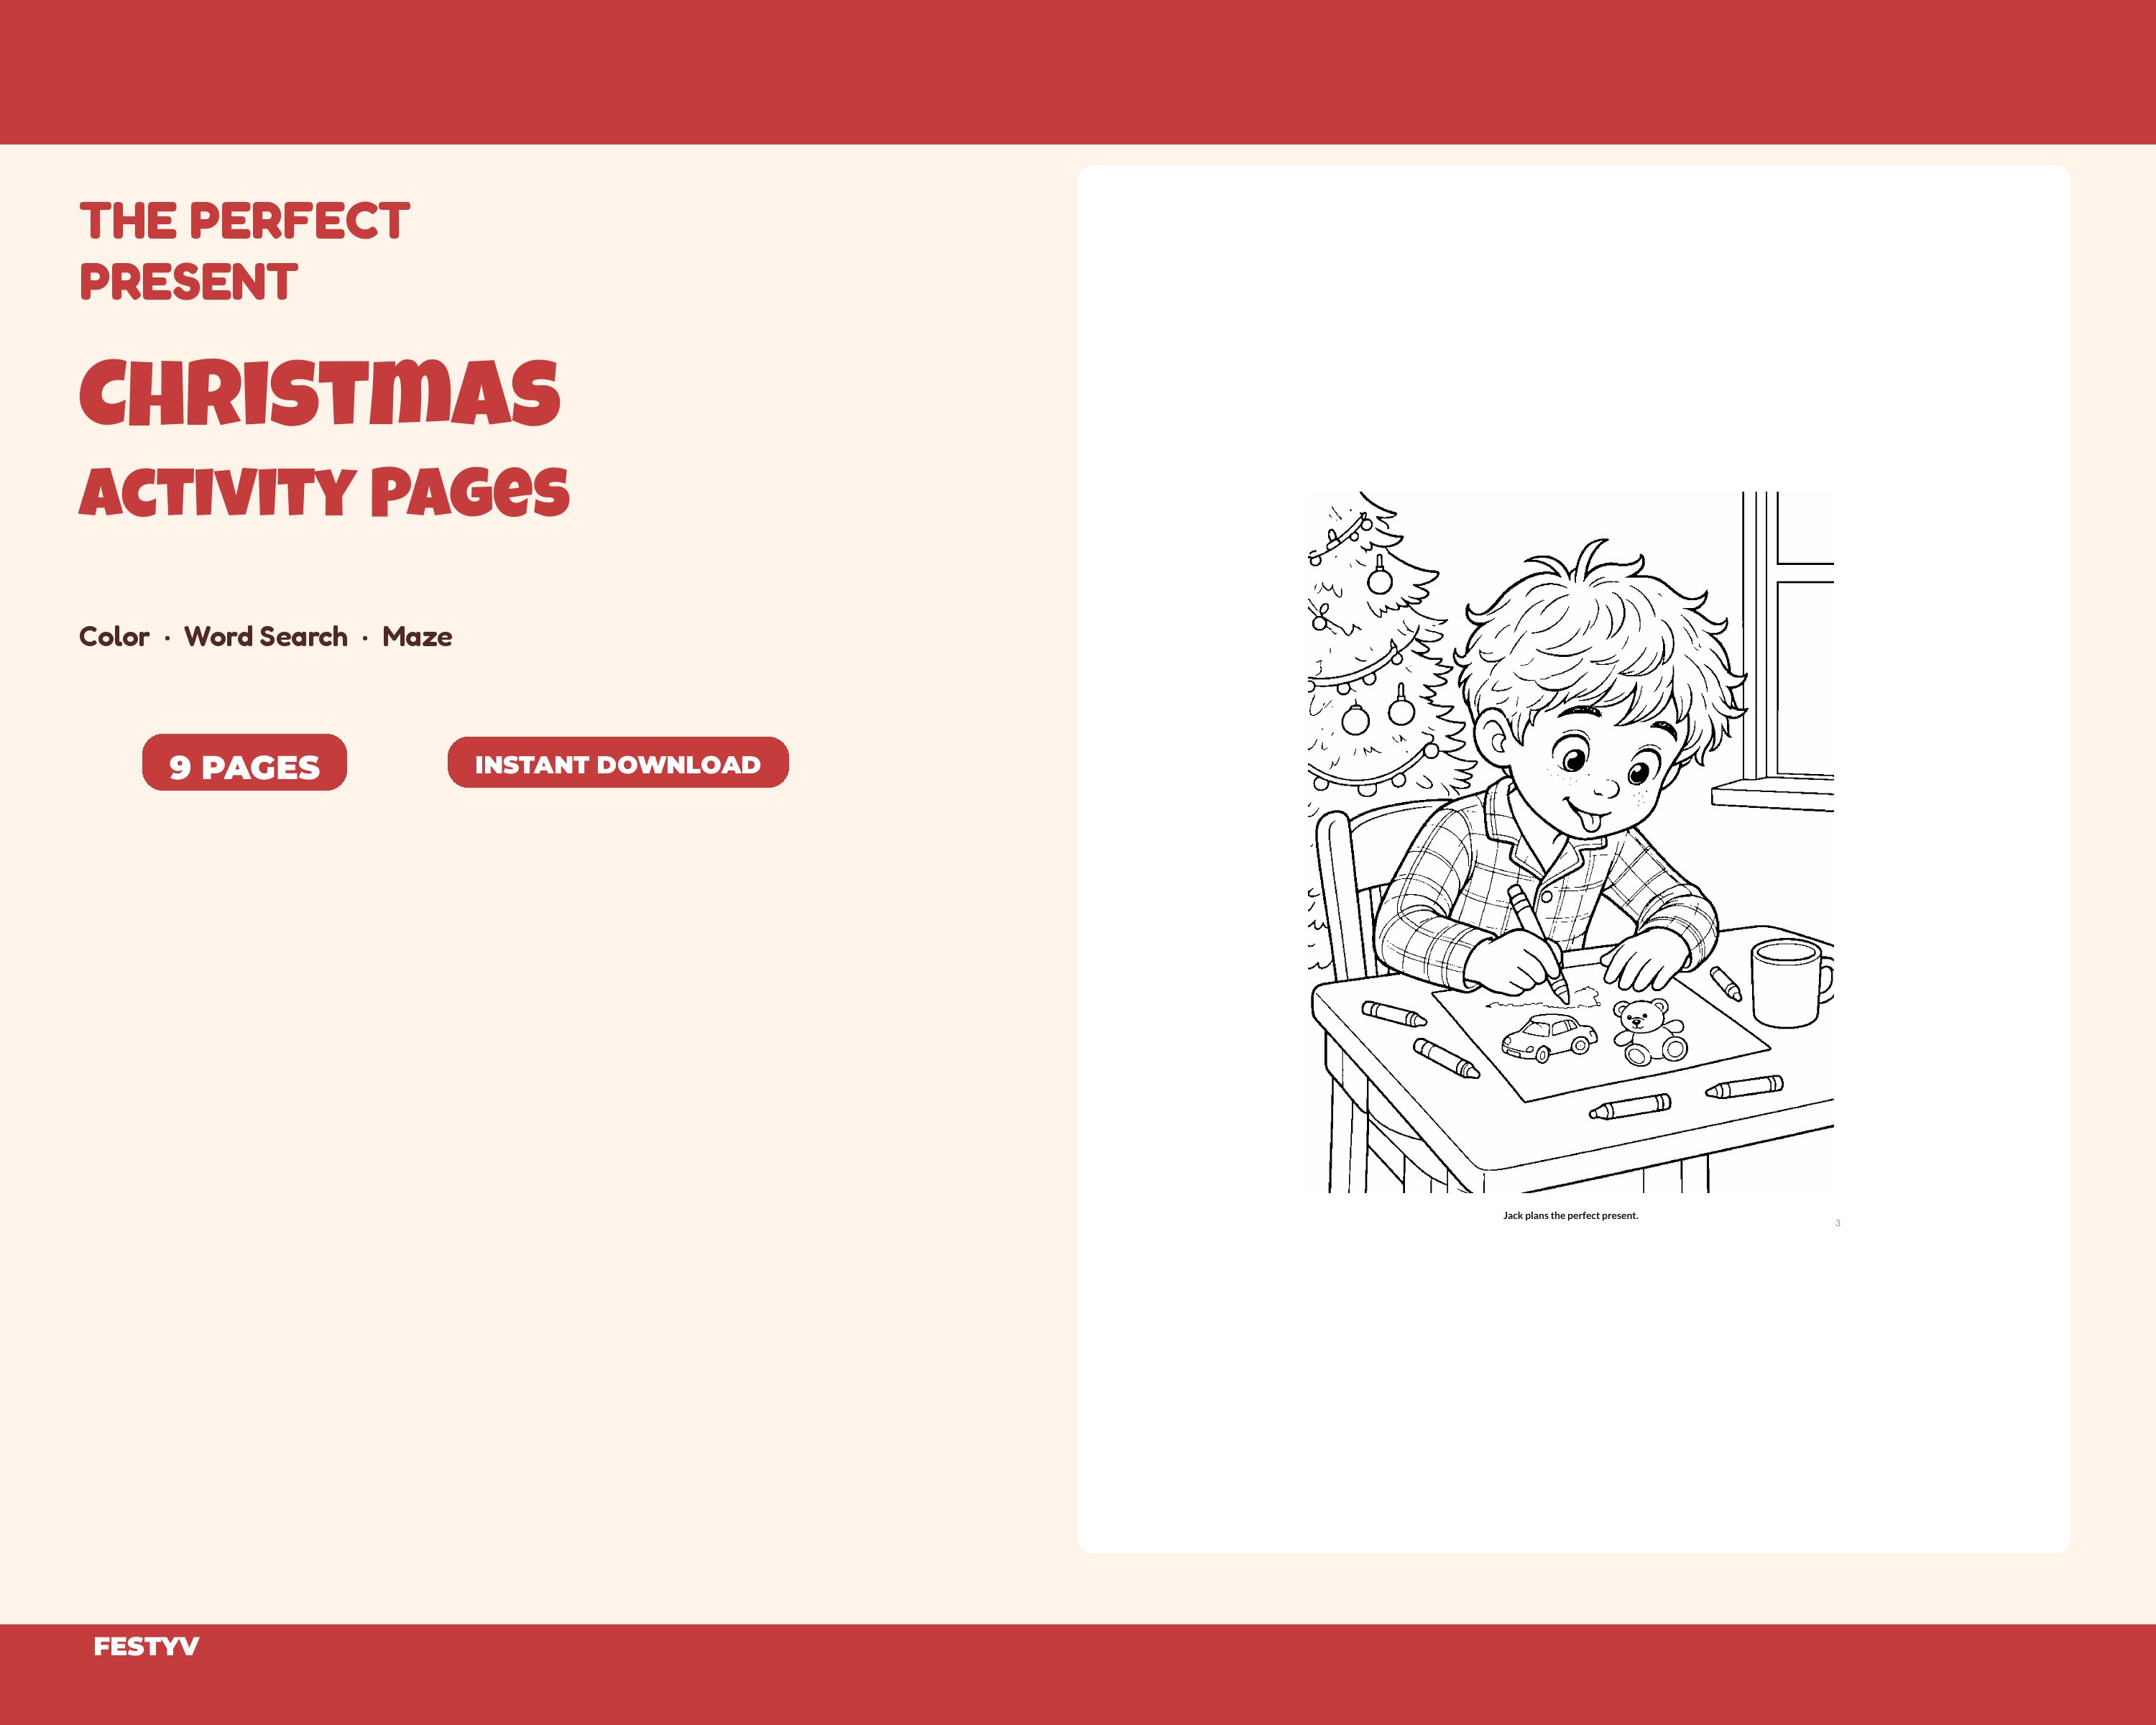 THE PERFECT
PRESENT
CHRISTMAS
ACTIVITY PAGES
Color · Word Search · Maze
9 PAGES
INSTANT DOWNLOAD
Jack plans the perfect present.
3
FESTYV